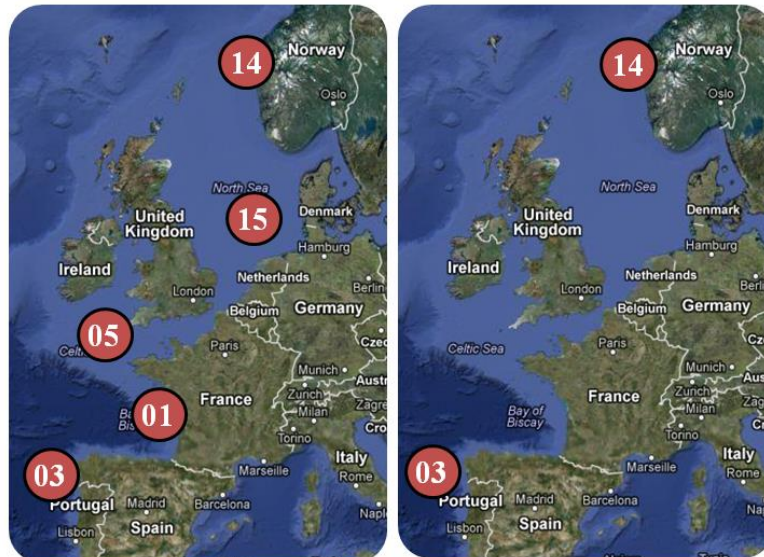 14
Norway
Oslo
North Sea
15
Denmark
United
Kingdom
Hamburg
Ireland
Netherlands
London
Berlin
Belgium
Germany
05
Paris
Munich
France
Zurich
01
Milan
Torino
Italy
Marseille
Rome
03
Portugal
Madrid
Barcelona
Spain
Lisbon
14
Norway
Oslo
North Sea
Denmark
United
Kingdom
Hamburg
Ireland
Netherlands
London
Berlin
Belgium
Germany
Paris
Celtic Sea
Munich
France
Zurich
Bay of
Biscay
Milan
Torino
Italy
Marseille
Rome
03
Portugal
Madrid
Barcelona
Spain
Lisbon